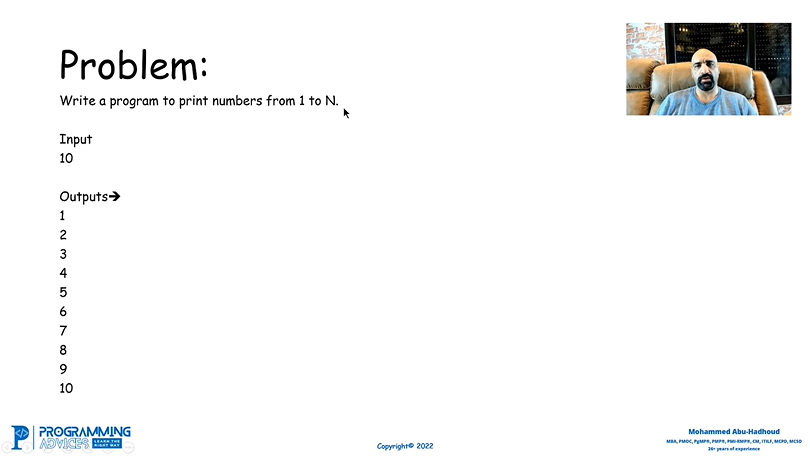 Problem:
Write a program to print numbers from 1 to N.
Input
10
Outputs➔
1
2
3
4
5
6
7
8
9
10
PROGRAMMING
ADVICES LEARN THE RIGHT WAY
Copyright© 2022
Mohammed Abu-Hadhoud
MBA, PMOC, PgMP®, PMP®, PMI-RMP®, CM, ITILF, MCPD, MCSD
26+ years of experience